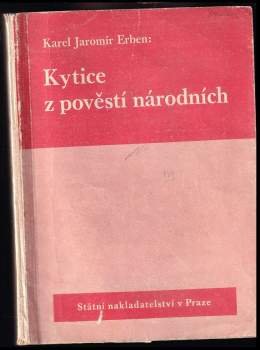 Karel Jaromír Erben:
Kytice
z pověstí národních
Státní nakladatelství v Praze